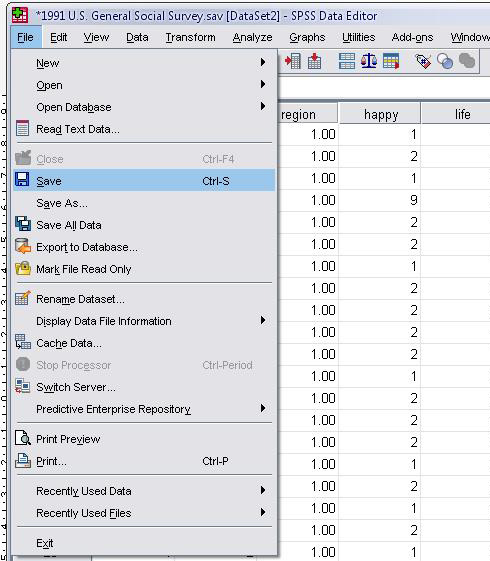 *1991 U.S. General Social Survey.sav [DataSet2] - SPSS Data Editor
File Edit View Data Transform Analyze Graphs Utilities Add-ons Window
New
Open
Open Database
Read Text Data...
Close Ctrl-F4
Save Ctrl-S
Save As...
Save All Data
Export to Database...
Mark File Read Only
Rename Dataset...
Display Data File Information
Cache Data...
Stop Processor Ctrl-Period
Switch Server...
Predictive Enterprise Repository
Print Preview
Print... Ctrl-P
Recently Used Data
Recently Used Files
Exit
region happy life
1.00 1
1.00 2
1.00 1
1.00 9
1.00 2
1.00 2
1.00 1
1.00 2
1.00 2
1.00 2
1.00 2
1.00 1
1.00 2
1.00 2
1.00 2
1.00 1
1.00 2
1.00 1
1.00 2
1.00 1